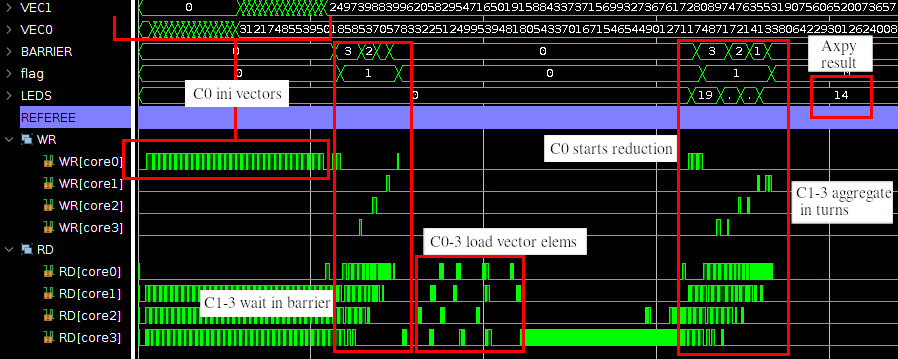 VEC1 0
VEC0
BARRIER 0 3 2 0 3 2 1
flag 0 1 0 1
LEDS 0 19 . . 14
REFEREE
WR
WR[core0]
WR[core1]
WR[core2]
WR[core3]
RD
RD[core0]
RD[core1]
RD[core2]
RD[core3]
C0 ini vectors
Axpy
result
C0 starts reduction
C1-3 aggregate
in turns
C0-3 load vector elems
C1-3 wait in barrier